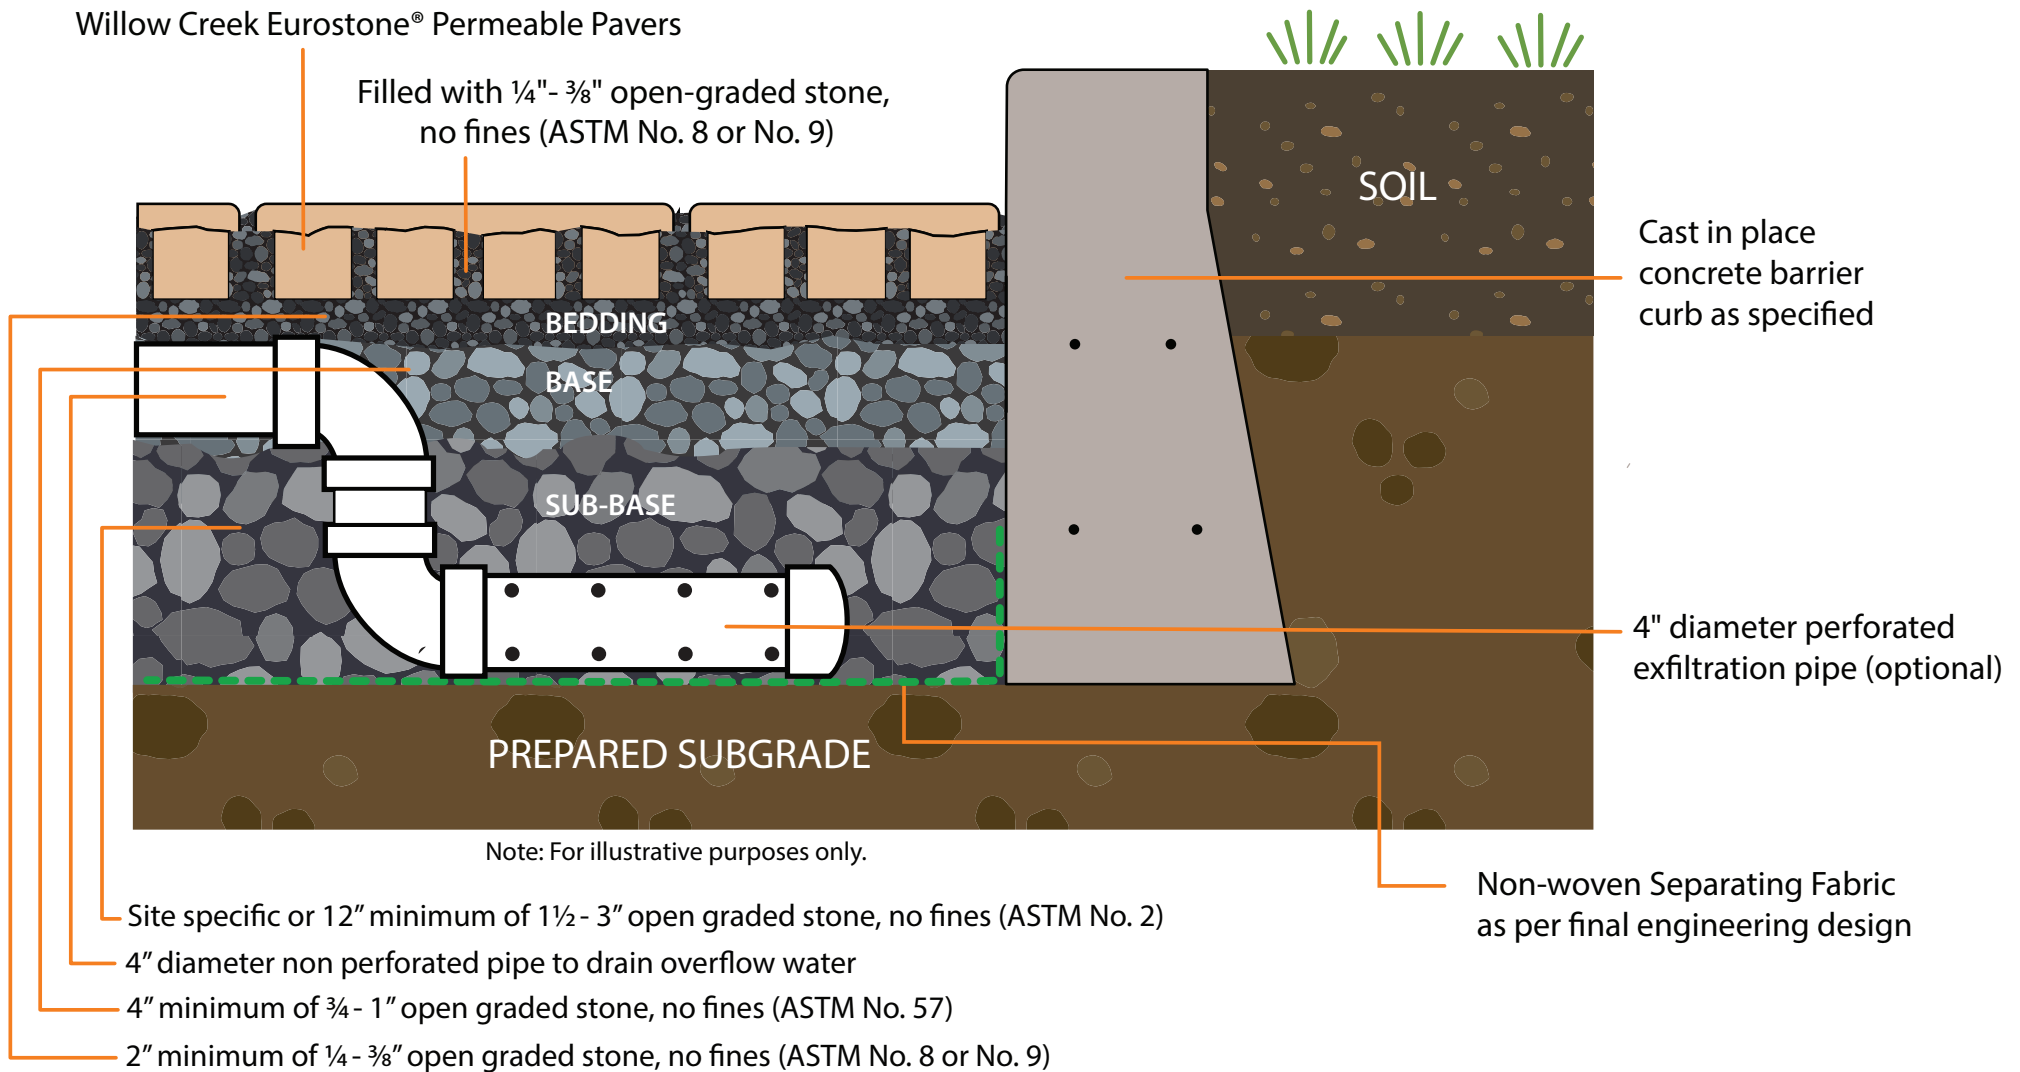 Willow Creek Eurostone® Permeable Pavers
Filled with ¼"- ⅜" open-graded stone,
no fines (ASTM No. 8 or No. 9)
SOIL
Cast in place
concrete barrier
curb as specified
BEDDING
BASE
SUB-BASE
4" diameter perforated
exfiltration pipe (optional)
PREPARED SUBGRADE
Note: For illustrative purposes only.
Non-woven Separating Fabric
as per final engineering design
Site specific or 12” minimum of 1½ - 3” open graded stone, no fines (ASTM No. 2)
4” diameter non perforated pipe to drain overflow water
4” minimum of ¾ - 1” open graded stone, no fines (ASTM No. 57)
2” minimum of ¼ - ⅜” open graded stone, no fines (ASTM No. 8 or No. 9)